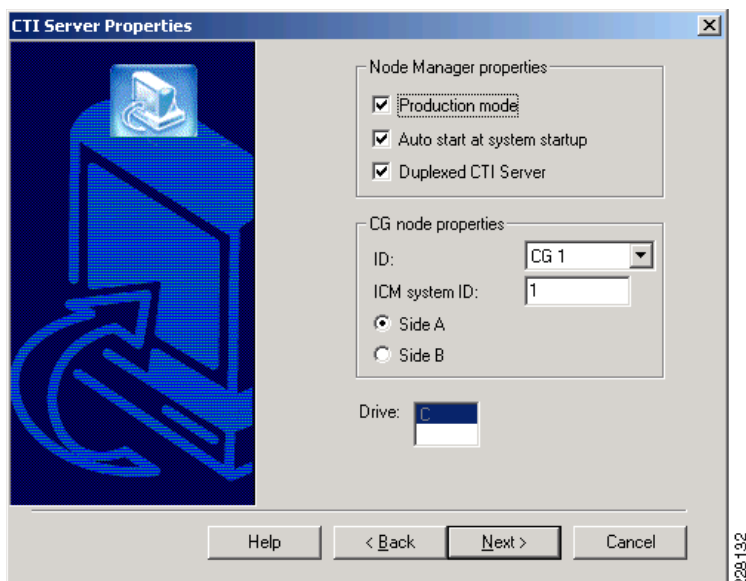 CTI Server Properties
Node Manager properties
Production mode
Auto start at system startup
Duplexed CTI Server
CG node properties
ID: CG 1
ICM system ID: 1
Side A
Side B
Drive: C
Help < Back Next > Cancel